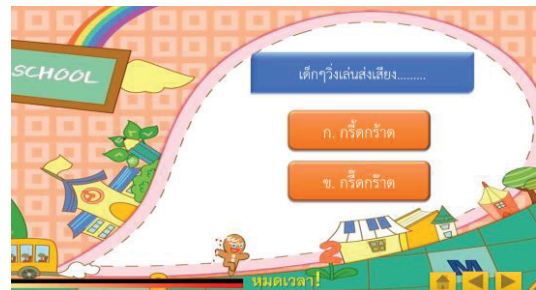 SCHOOL
เด็กๆวิ่งเล่นส่งเสียง.........
ก. กรี้ดกร้าด
ข. กรี๊ดกร๊าด
2
หมดเวลา!